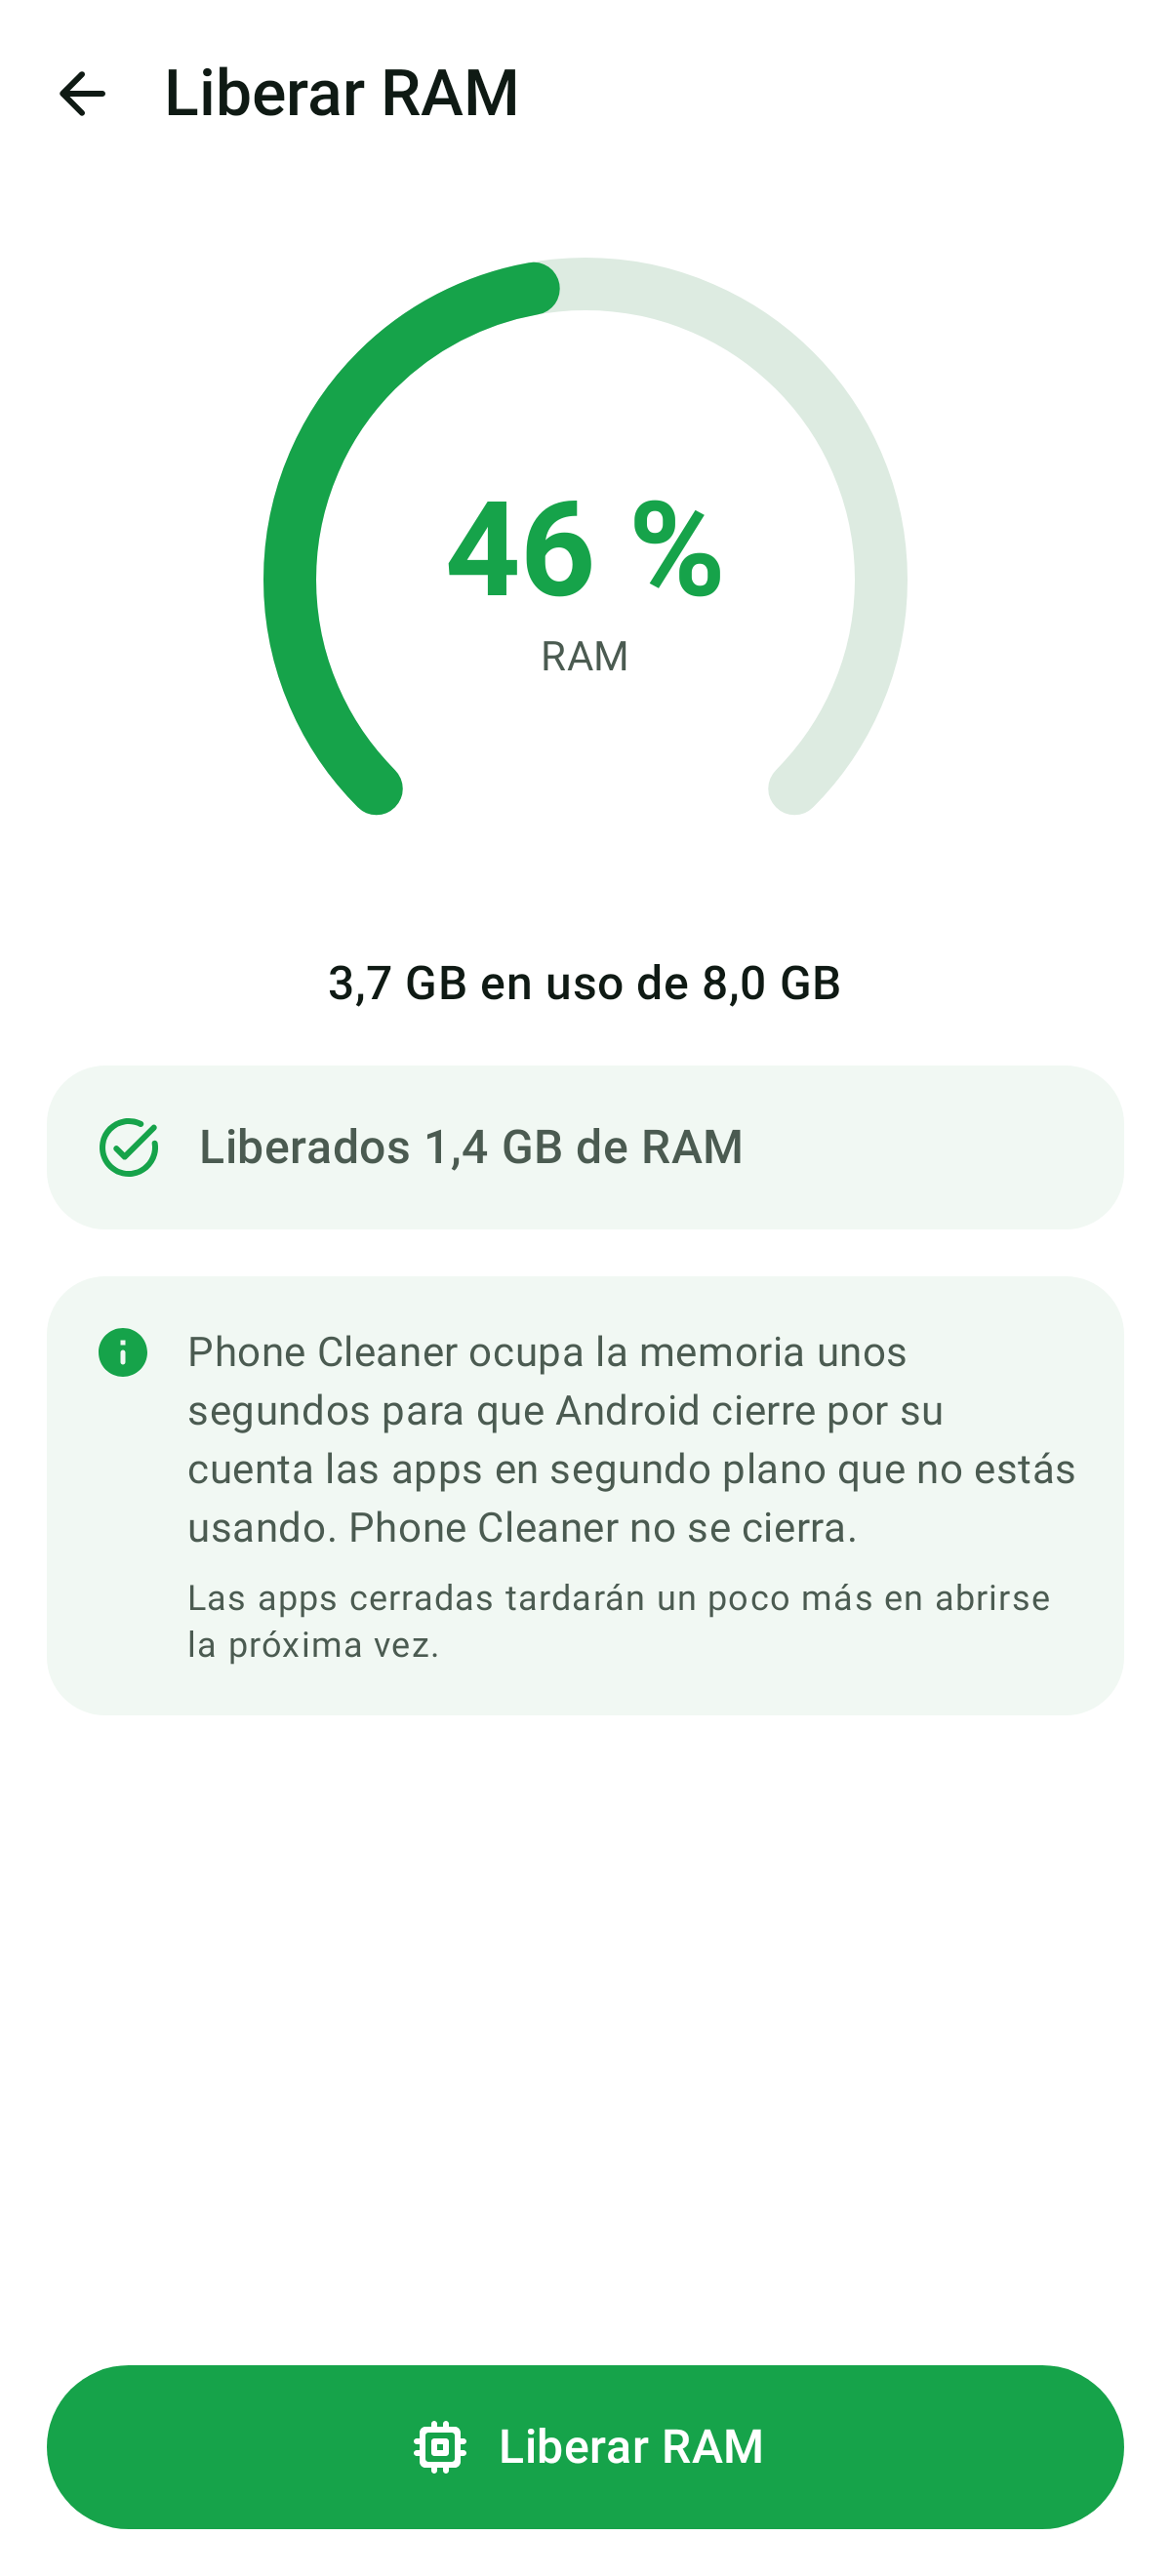 Liberar RAM
46 %
RAM
3,7 GB en uso de 8,0 GB
Liberados 1,4 GB de RAM
Phone Cleaner ocupa la memoria unos
segundos para que Android cierre por su
cuenta las apps en segundo plano que no estás
usando. Phone Cleaner no se cierra.
Las apps cerradas tardarán un poco más en abrirse
la próxima vez.
Liberar RAM